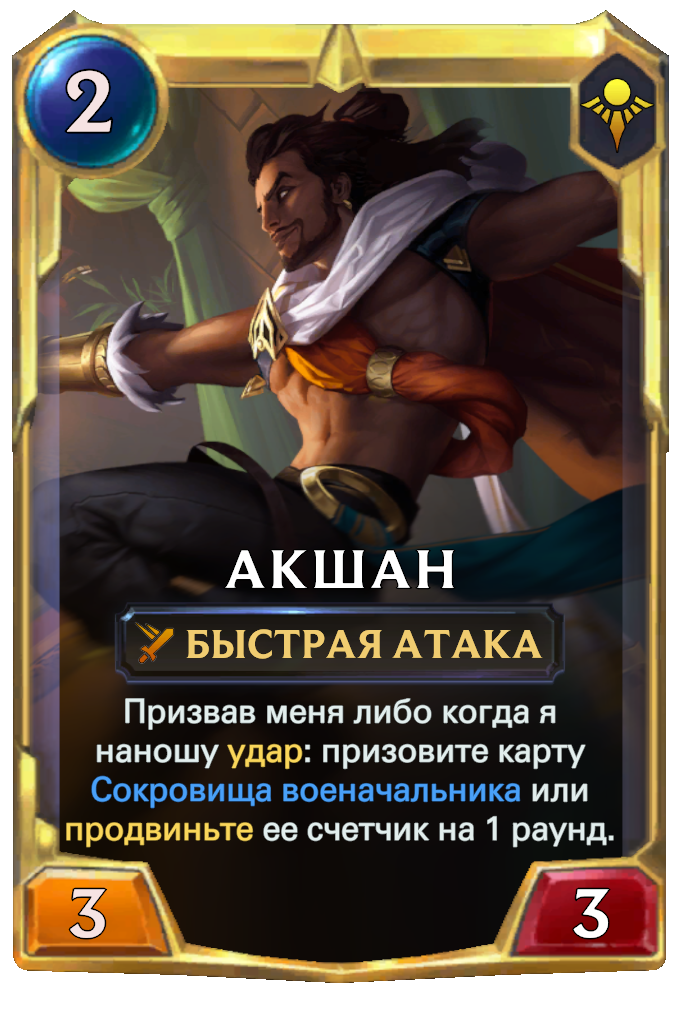 2
АКШАН
БЫСТРАЯ АТАКА
Призвав меня либо когда я
наношу удар: призовите карту
Сокровища военачальника или
продвиньте ее счетчик на 1 раунд.
3
3